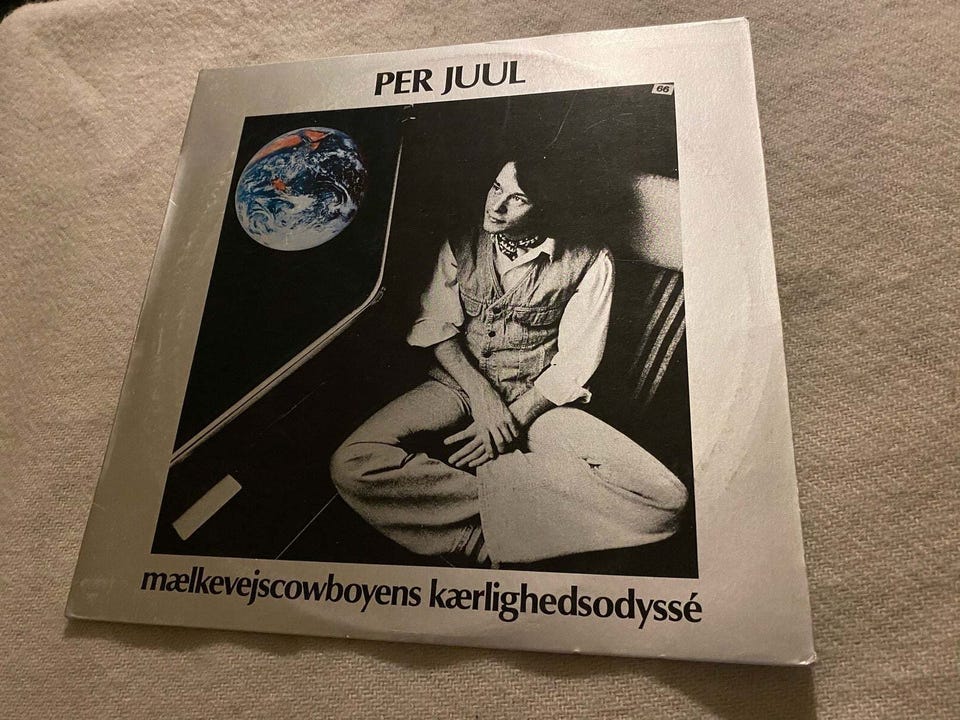 PER JUUL
66
mælkevejscowboyens kærlighedsodyssé